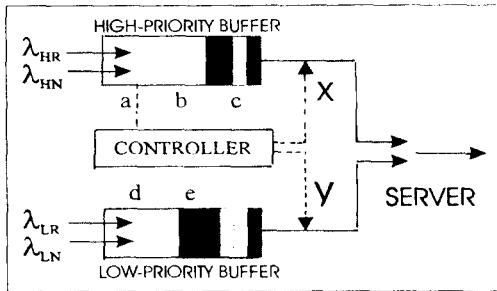 HIGH-PRIORITY BUFFER
λHR
λHN
a b c
X
CONTROLLER
d e
y
SERVER
λLR
λLN
LOW-PRIORITY BUFFER